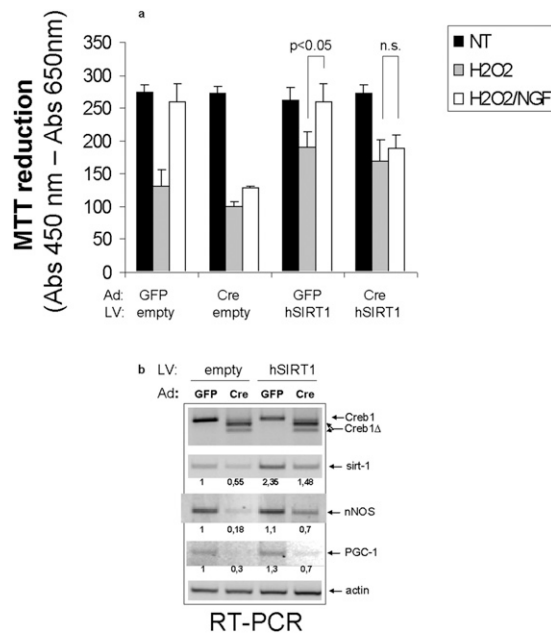 a
MTT reduction
(Abs 450 nm – Abs 650nm)
350
300
250
200
150
100
50
0
p<0.05
n.s.
NT
H2O2
H2O2/NGF
Ad: GFP Cre GFP Cre
LV: empty empty hSIRT1 hSIRT1
b LV: empty hSIRT1
Ad: GFP Cre GFP Cre
Creb1
Creb1Δ
sirt-1
1 0,55 2,35 1,48
nNOS
1 0,18 1,1 0,7
PGC-1
1 0,3 1,3 0,7
actin
RT-PCR